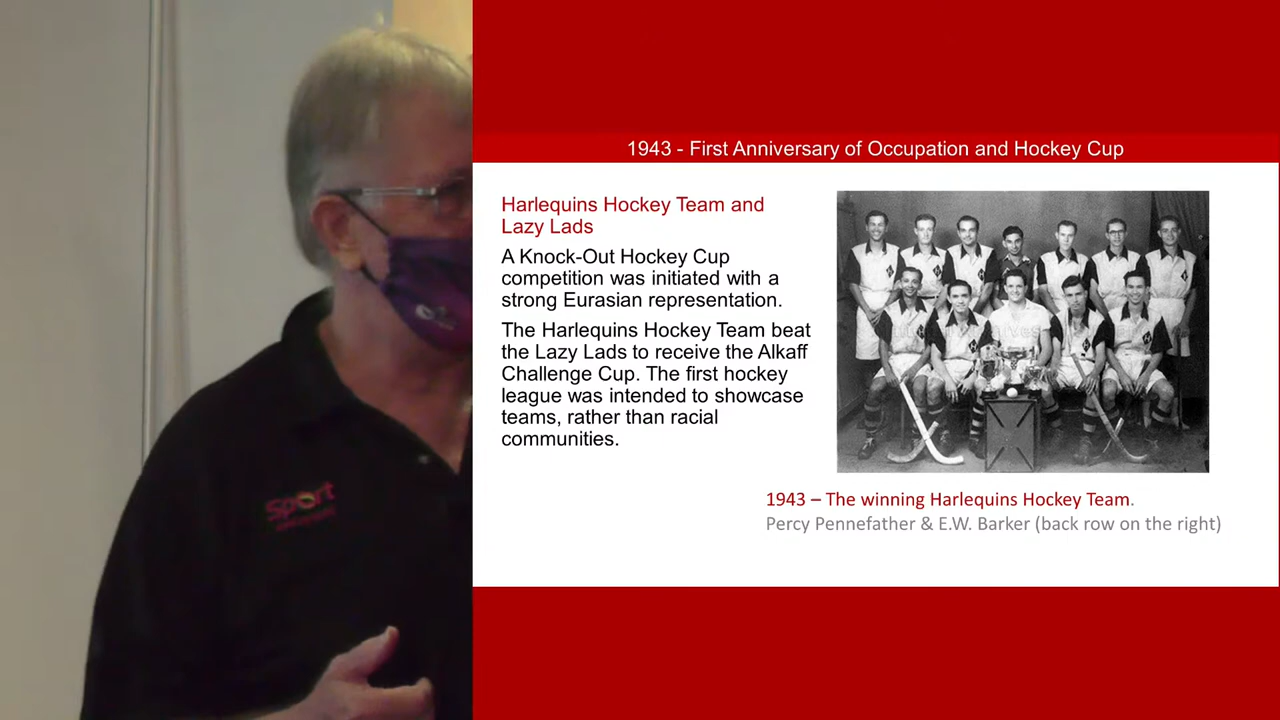 1943 - First Anniversary of Occupation and Hockey Cup
Harlequins Hockey Team and
Lazy Lads
A Knock-Out Hockey Cup
competition was initiated with a
strong Eurasian representation.
The Harlequins Hockey Team beat
the Lazy Lads to receive the Alkaff
Challenge Cup. The first hockey
league was intended to showcase
teams, rather than racial
communities.
1943 – The winning Harlequins Hockey Team.
Percy Pennefather & E.W. Barker (back row on the right)
Sport